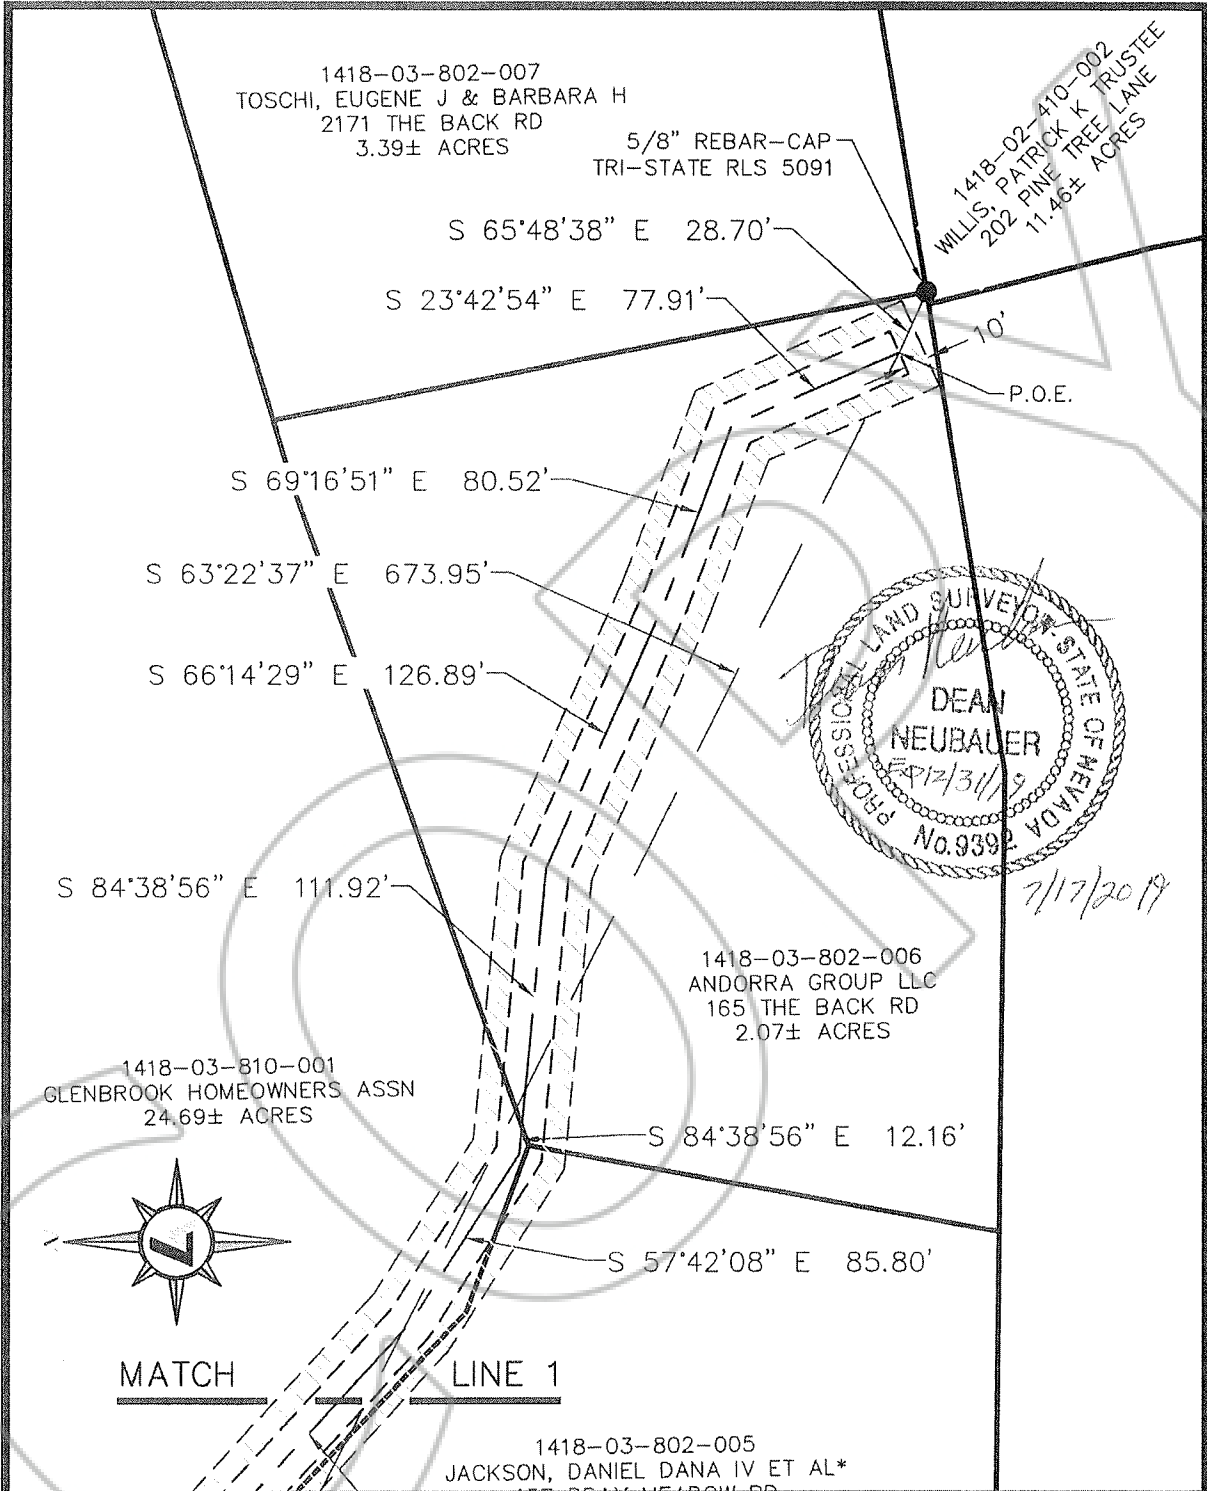 1418-03-802-007
TOSCHI, EUGENE J & BARBARA H
2171 THE BACK RD
3.39± ACRES
5/8" REBAR-CAP
TRI-STATE RLS 5091
1418-02-410-002
WILLIS, PATRICK K TRUSTEE
202 PINE TREE LANE
11.46± ACRES
S 65°48'38" E 28.70'
S 23°42'54" E 77.91'
10'
P.O.E.
S 69°16'51" E 80.52'
S 63°22'37" E 673.95'
S 66°14'29" E 126.89'
PROFESSIONAL LAND SURVEYOR-STATE OF NEVADA
DEAN
NEUBAUER
Exp 12/31/19
No. 9392
7/17/2019
S 84°38'56" E 111.92'
1418-03-802-006
ANDORRA GROUP LLC
165 THE BACK RD
2.07± ACRES
1418-03-810-001
GLENBROOK HOMEOWNERS ASSN
24.69± ACRES
S 84°38'56" E 12.16'
S 57°42'08" E 85.80'
MATCH LINE 1
1418-03-802-005
JACKSON, DANIEL DANA IV ET AL*